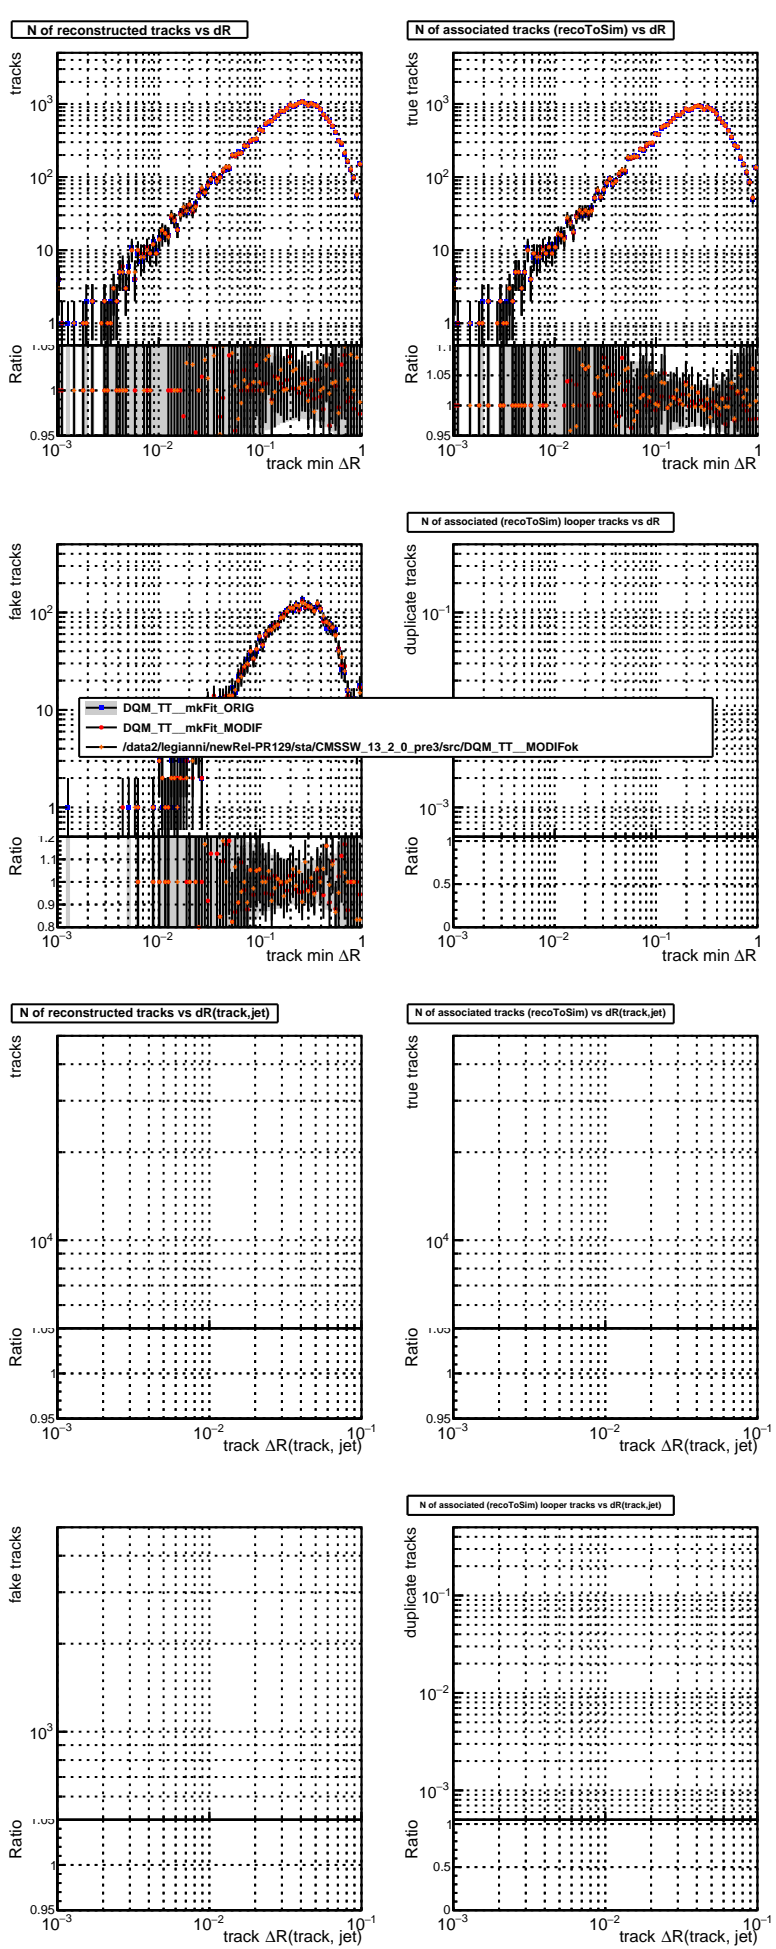 N of reconstructed tracks vs dR
tracks
10³
10²
10
1
Ratio
1.05
1
0.95
10⁻³
10⁻²
10⁻¹
1
track min ΔR
N of associated tracks (recoToSim) vs dR
true tracks
10³
10²
10
1
Ratio
1.1
1.05
1
0.95
10⁻³
10⁻²
10⁻¹
1
track min ΔR
fake tracks
10²
10
1
Ratio
1.2
1.1
1
0.9
0.8
10⁻³
10⁻²
10⁻¹
1
track min ΔR
N of associated (recoToSim) looper tracks vs dR
duplicate tracks
10⁻¹
10⁻³
Ratio
1
0.5
0
10⁻³
10⁻²
10⁻¹
1
track min ΔR
DQM_TT__mkFit_ORIG
DQM_TT__mkFit_MODIF
/data2/legianni/newRel-PR129/sta/CMSSW_13_2_0_pre3/src/DQM_TT__MODIFok
N of reconstructed tracks vs dR(track,jet)
tracks
10⁴
Ratio
1.05
1
0.95
10⁻³
10⁻²
10⁻¹
track ΔR(track, jet)
N of associated tracks (recoToSim) vs dR(track,jet)
true tracks
10⁴
Ratio
1.05
1
0.95
10⁻³
10⁻²
10⁻¹
track ΔR(track, jet)
fake tracks
10³
Ratio
1.05
1
0.95
10⁻³
10⁻²
10⁻¹
track ΔR(track, jet)
N of associated (recoToSim) looper tracks vs dR(track,jet)
duplicate tracks
10⁻¹
10⁻²
10⁻³
Ratio
1
0.5
0
10⁻³
10⁻²
10⁻¹
track ΔR(track, jet)